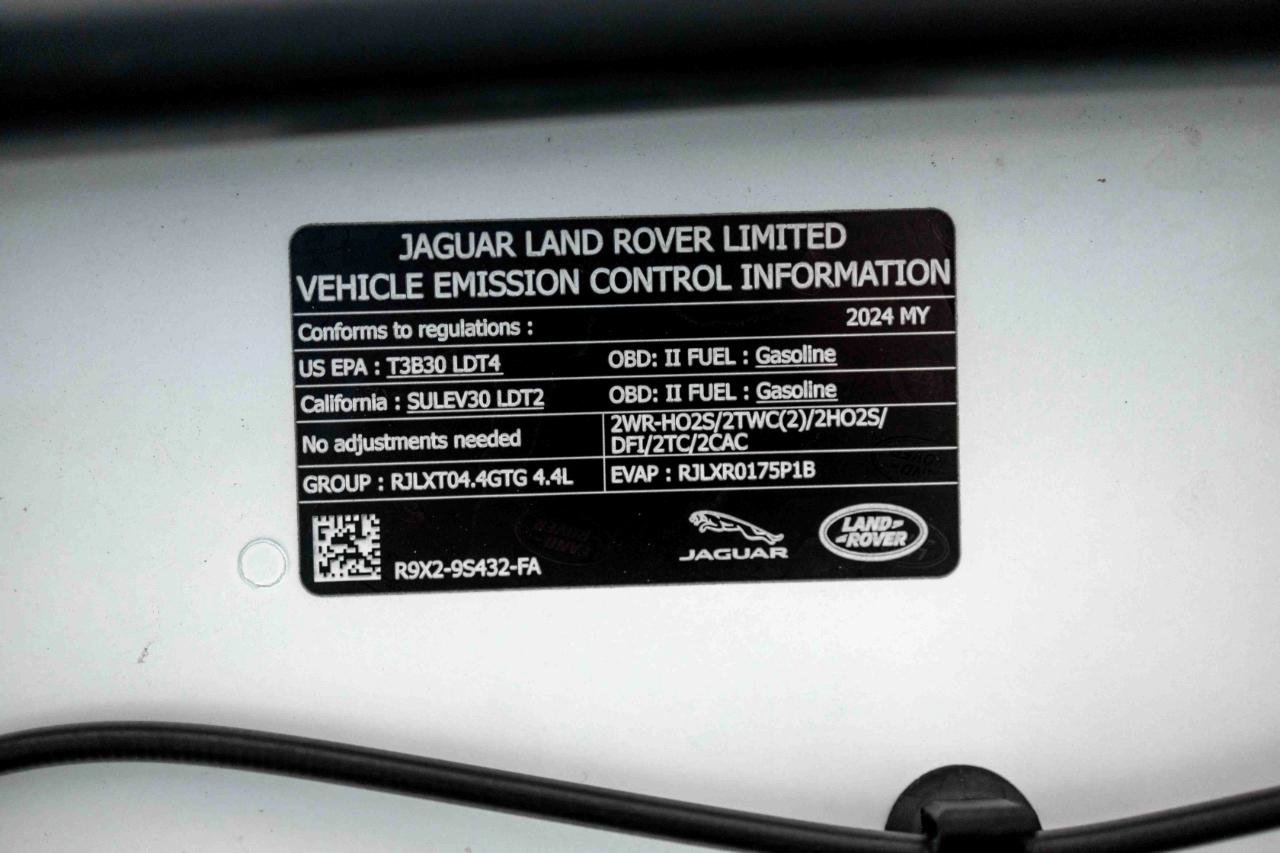 JAGUAR LAND ROVER LIMITED
VEHICLE EMISSION CONTROL INFORMATION
Conforms to regulations : 2024 MY
US EPA : T3B30 LDT4 OBD: II FUEL : Gasoline
California : SULEV30 LDT2 OBD: II FUEL : Gasoline
No adjustments needed
2WR-HO2S/2TWC(2)/2HO2S/
DFI/2TC/2CAC
GROUP : RJLXT04.4GTG 4.4L EVAP : RJLXR0175P1B
R9X2-9S432-FA
JAGUAR
LAND-
-ROVER